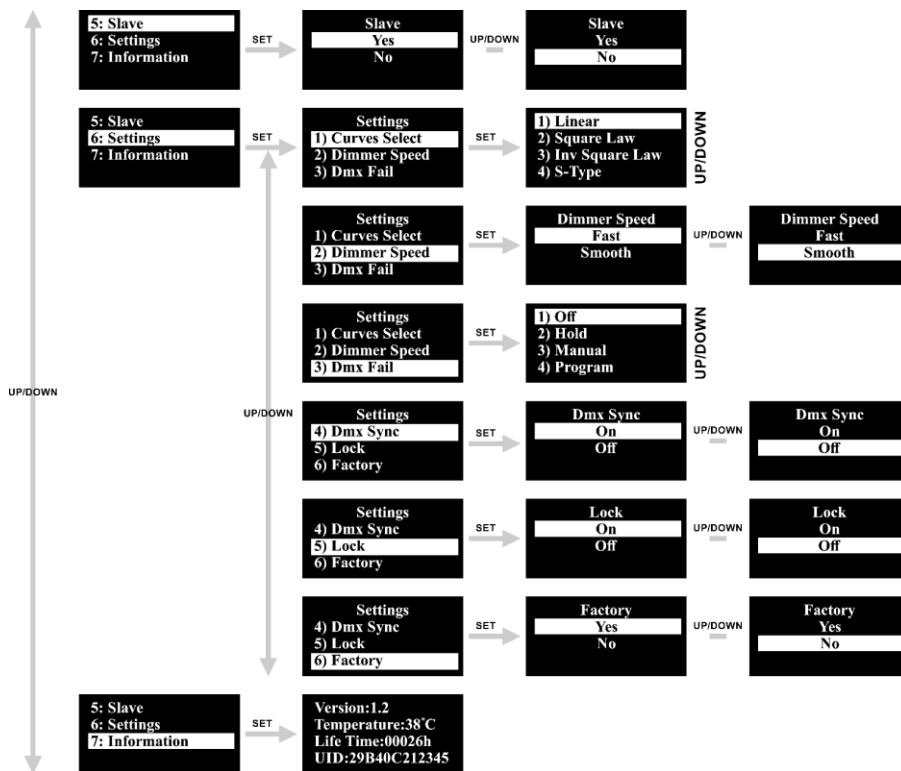 5: Slave
6: Settings
7: Information
SET
Slave
Yes
No
UP/DOWN
Slave
Yes
No
5: Slave
6: Settings
7: Information
SET
Settings
1) Curves Select
2) Dimmer Speed
3) Dmx Fail
SET
1) Linear
2) Square Law
3) Inv Square Law
4) S-Type
UP/DOWN
Settings
1) Curves Select
2) Dimmer Speed
3) Dmx Fail
SET
Dimmer Speed
Fast
Smooth
UP/DOWN
Dimmer Speed
Fast
Smooth
Settings
1) Curves Select
2) Dimmer Speed
3) Dmx Fail
SET
1) Off
2) Hold
3) Manual
4) Program
UP/DOWN
UP/DOWN
UP/DOWN
Settings
4) Dmx Sync
5) Lock
6) Factory
SET
Dmx Sync
On
Off
UP/DOWN
Dmx Sync
On
Off
Settings
4) Dmx Sync
5) Lock
6) Factory
SET
Lock
On
Off
UP/DOWN
Lock
On
Off
Settings
4) Dmx Sync
5) Lock
6) Factory
SET
Factory
Yes
No
UP/DOWN
Factory
Yes
No
5: Slave
6: Settings
7: Information
SET
Version:1.2
Temperature:38°C
Life Time:00026h
UID:29B40C212345